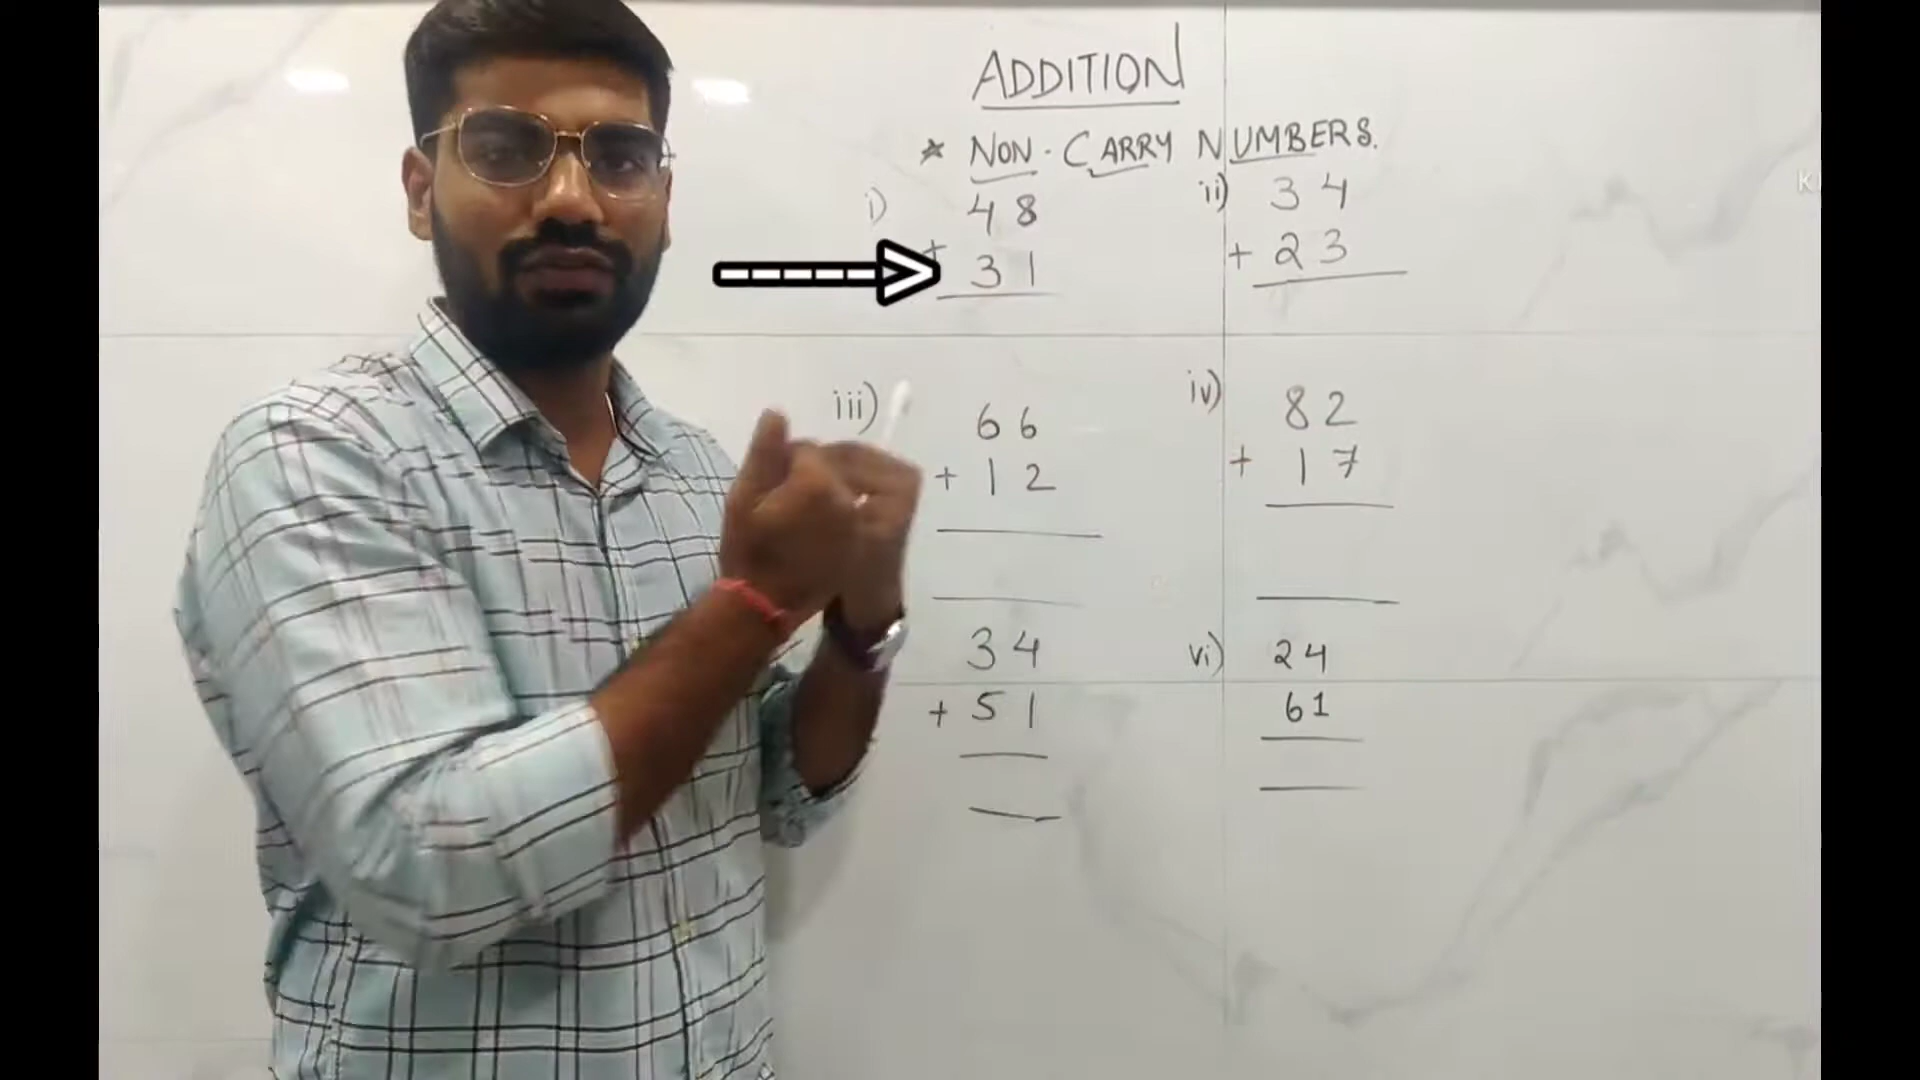 ADDITION
* NON-CARRY NUMBERS.
i) 48
+ 31
ii) 34
+ 23
iii) 66
+ 12
iv) 82
+ 17
34
+ 51
vi) 24
61